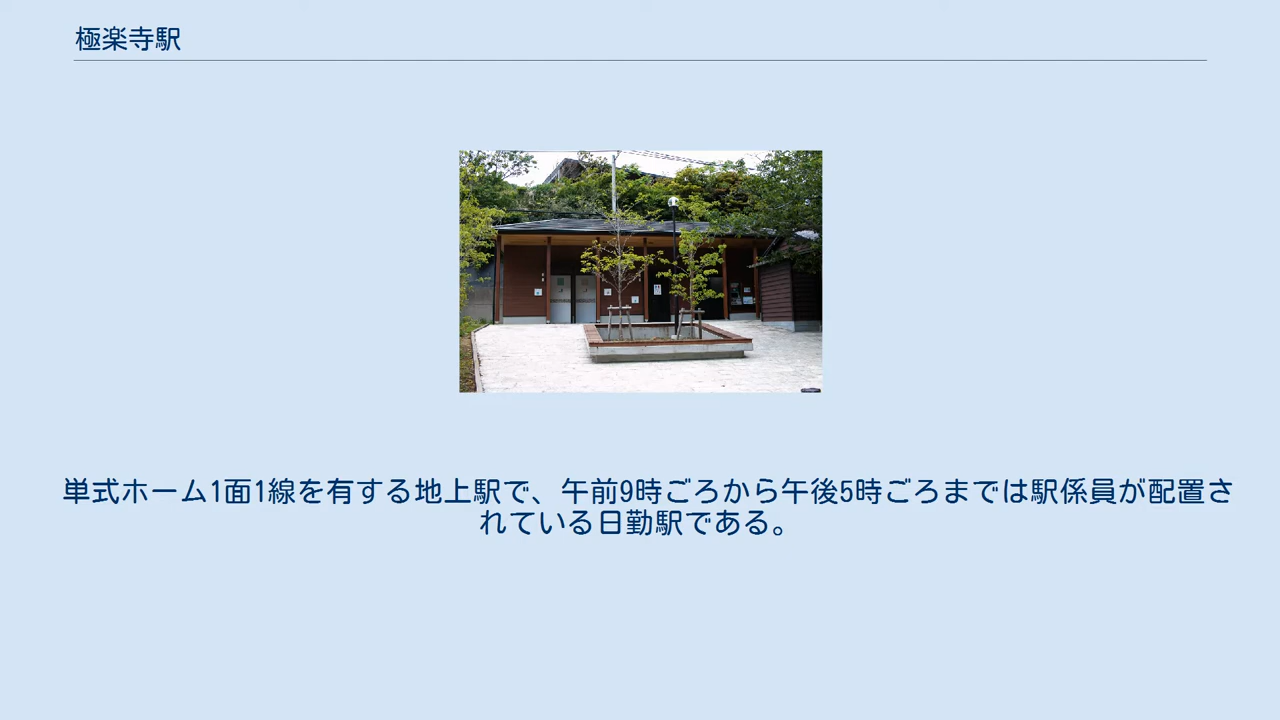 極楽寺駅
単式ホーム1面1線を有する地上駅で、午前9時ごろから午後5時ごろまでは駅係員が配置さ
れている日勤駅である。